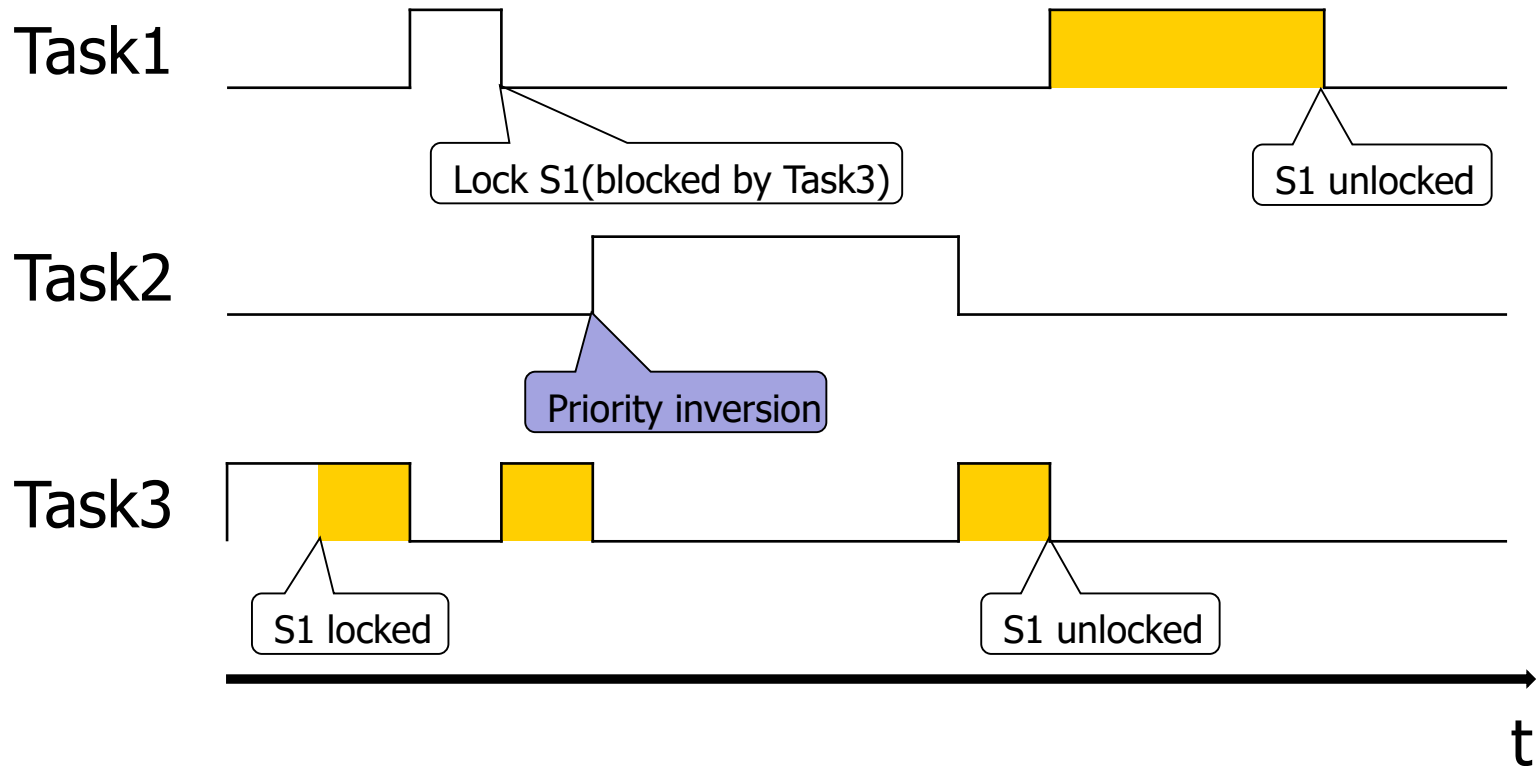 Task1
Lock S1(blocked by Task3)
S1 unlocked
Task2
Priority inversion
Task3
S1 locked
S1 unlocked
t